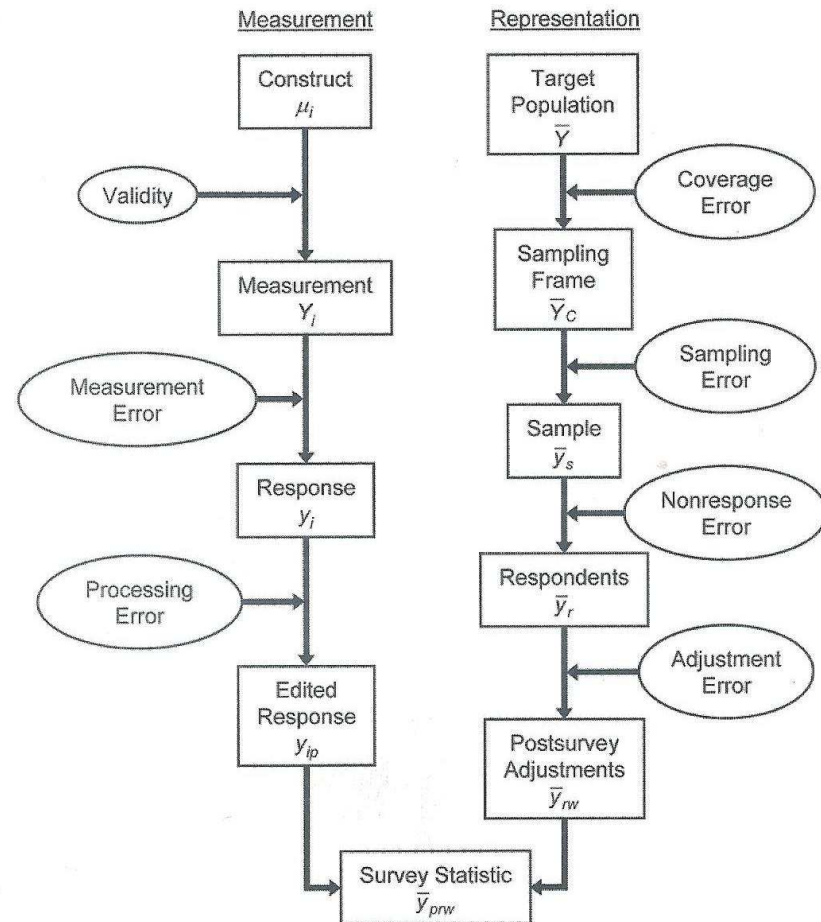 Measurement
Construct
μi
Validity
Measurement
Yi
Measurement
Error
Response
yi
Processing
Error
Edited
Response
yip
Representation
Target
Population
Ȳ
Coverage
Error
Sampling
Frame
ȲC
Sampling
Error
Sample
ȳs
Nonresponse
Error
Respondents
ȳr
Adjustment
Error
Postsurvey
Adjustments
ȳrw
Survey Statistic
ȳprw